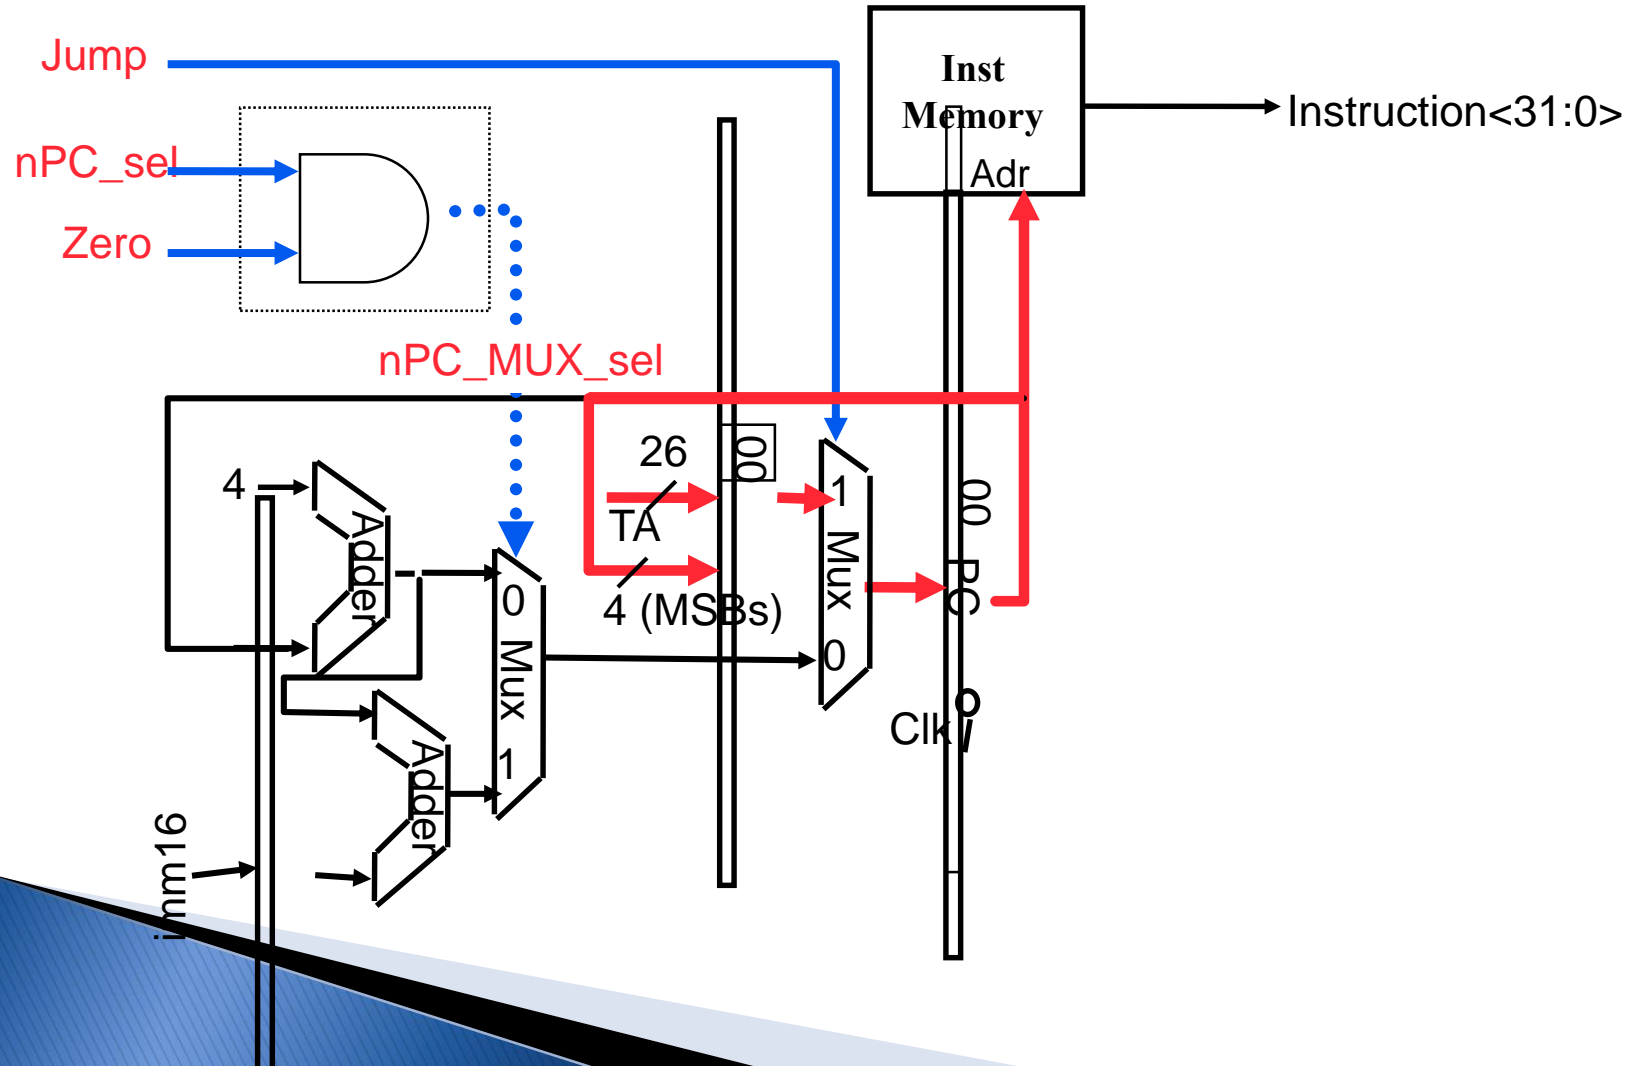 Jump
Inst
Memory
Instruction<31:0>
nPC_sel
Adr
Zero
nPC_MUX_sel
26
00
4
1
00
TA
Adder
Mux
PC
0
4 (MSBs)
Mux
0
Clk
1
Adder
imm16